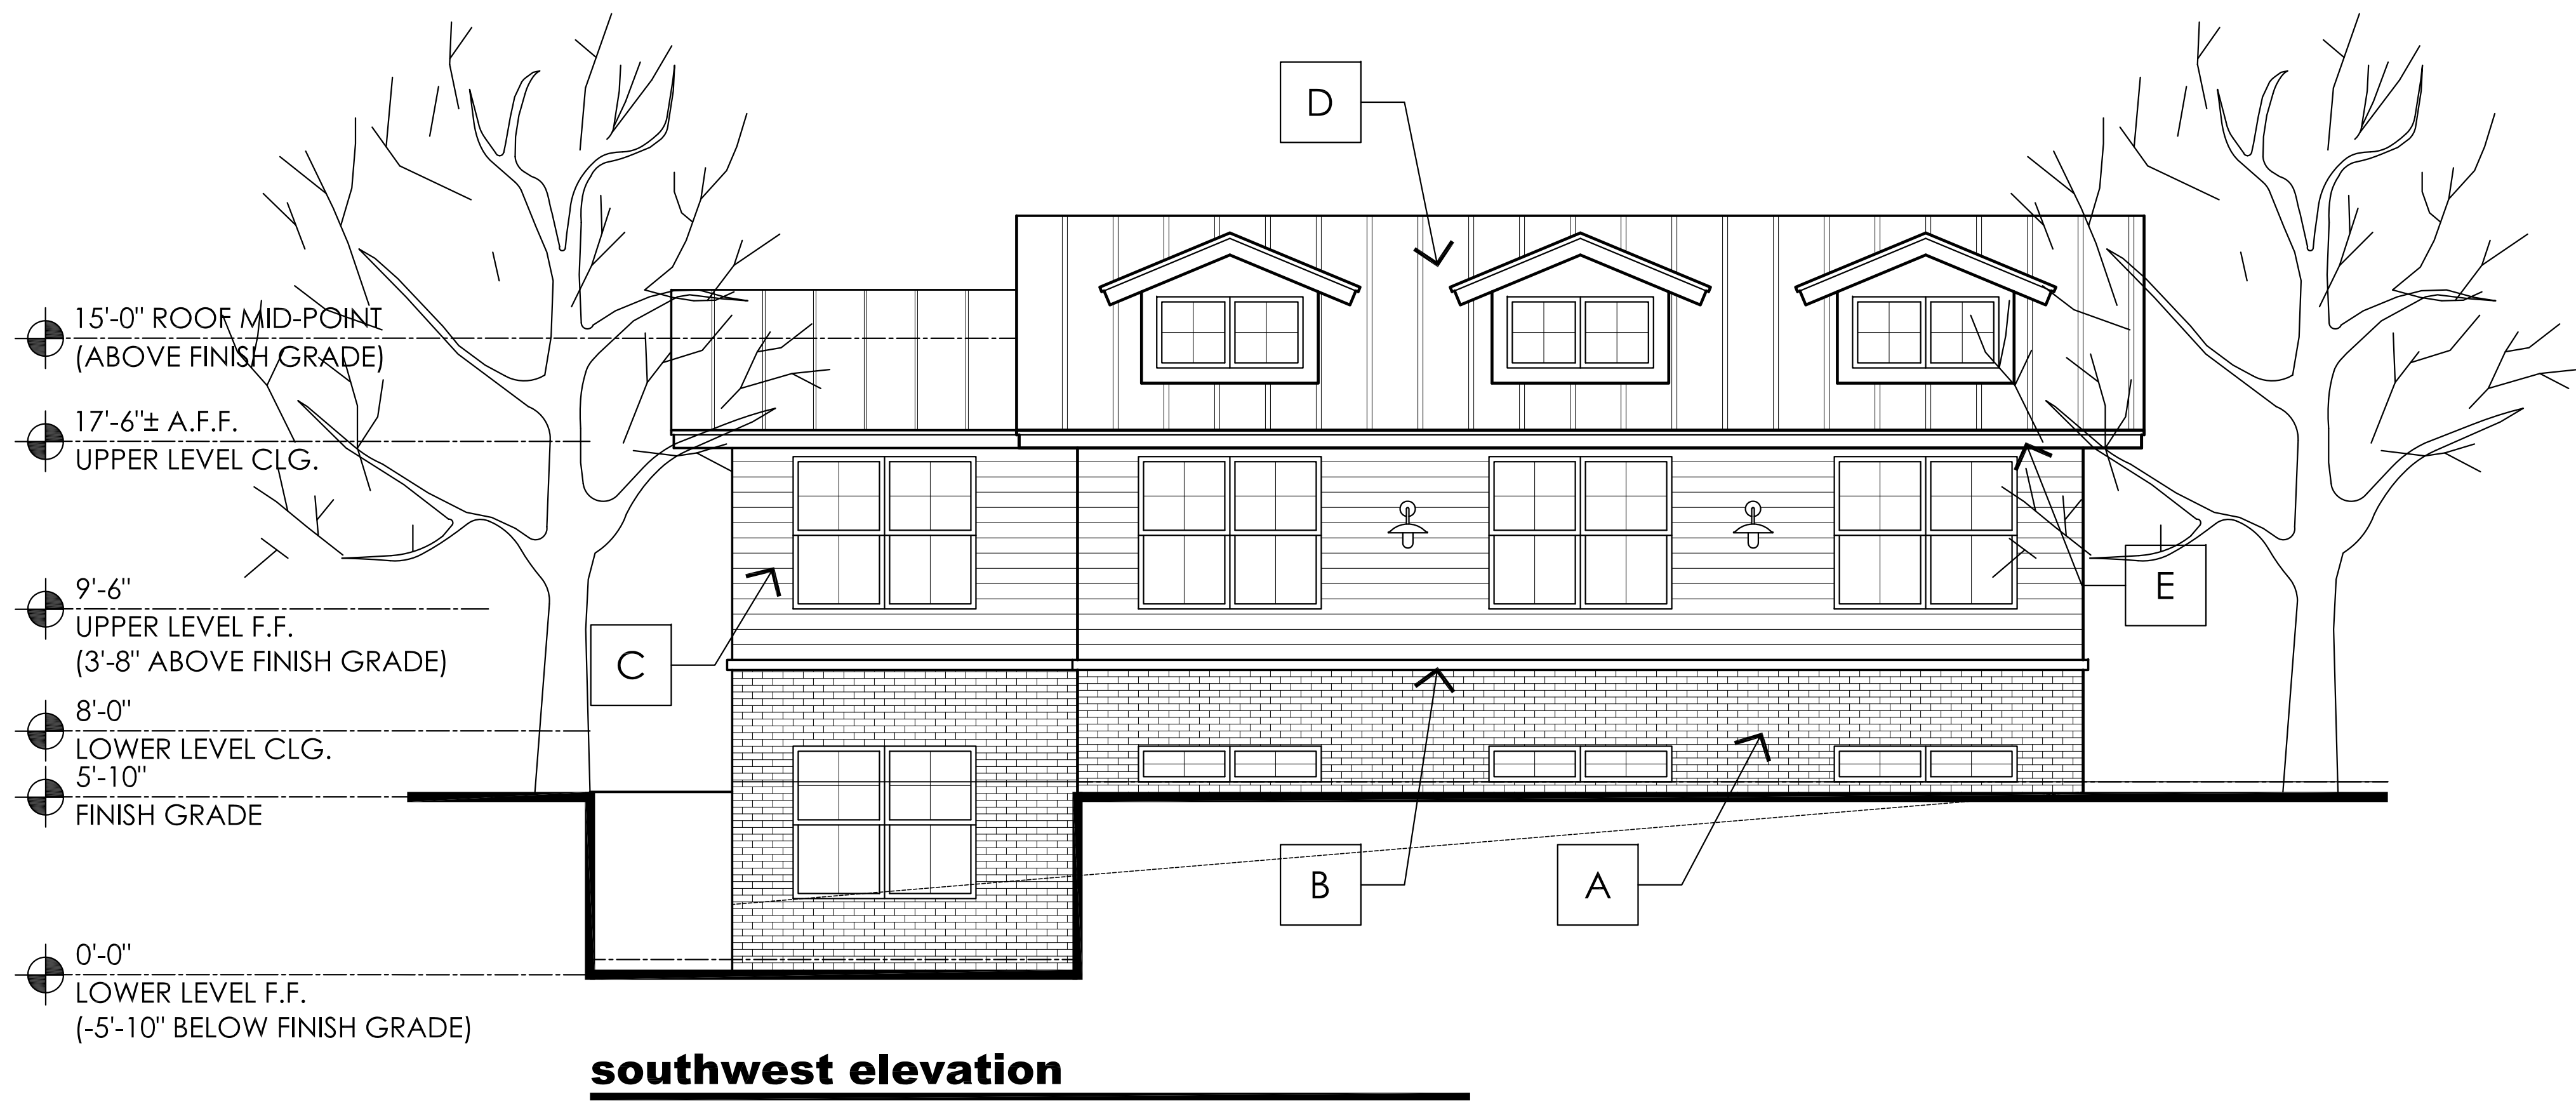 D
15'-0" ROOF MID-POINT
(ABOVE FINISH GRADE)
17'-6"± A.F.F.
UPPER LEVEL CLG.
9'-6"
UPPER LEVEL F.F.
(3'-8" ABOVE FINISH GRADE)
E
C
8'-0"
LOWER LEVEL CLG.
5'-10"
FINISH GRADE
B
A
0'-0"
LOWER LEVEL F.F.
(-5'-10" BELOW FINISH GRADE)
southwest elevation